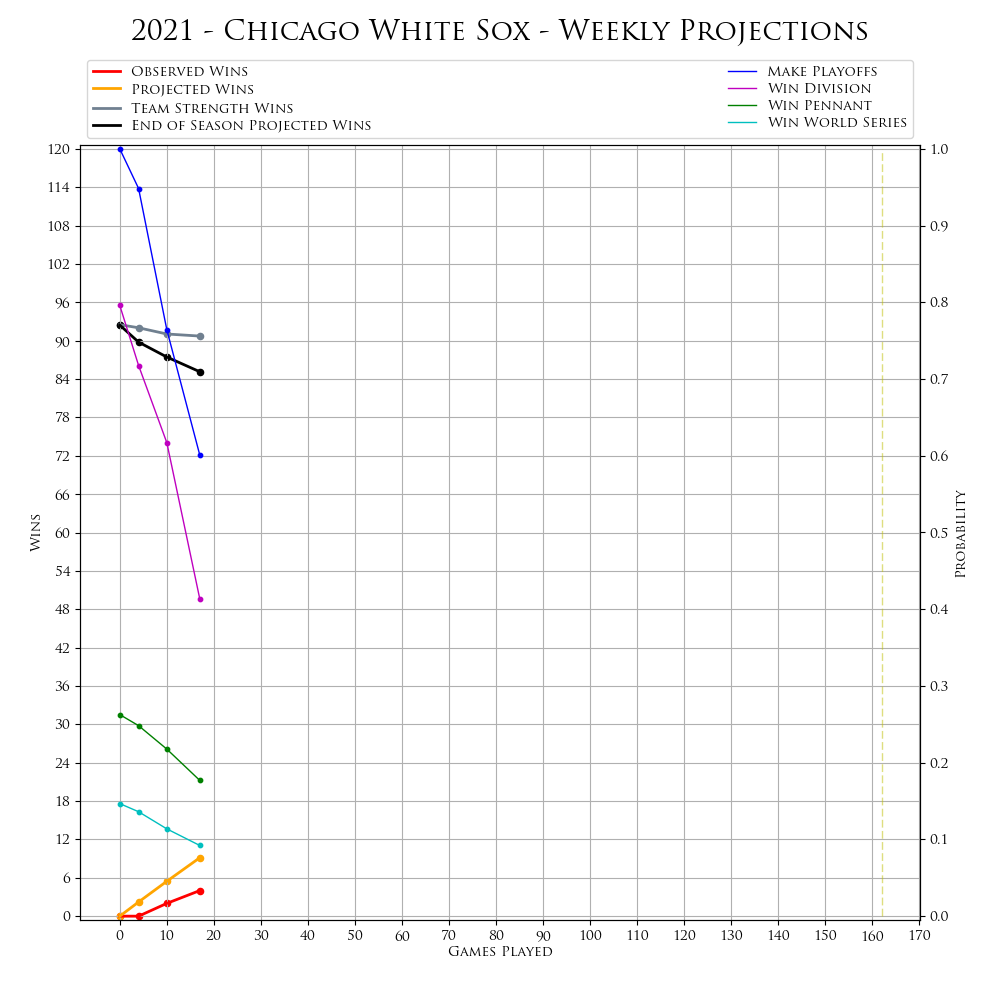 2021 - Chicago White Sox - Weekly Projections
Observed Wins
Projected Wins
Team Strength Wins
End of Season Projected Wins
Make Playoffs
Win Division
Win Pennant
Win World Series
120
114
108
102
96
90
84
78
72
66
60
54
48
42
36
30
24
18
12
6
0
Wins
1.0
0.9
0.8
0.7
0.6
0.5
0.4
0.3
0.2
0.1
0.0
Probability
0 10 20 30 40 50 60 70 80 90 100 110 120 130 140 150 160 170
Games Played